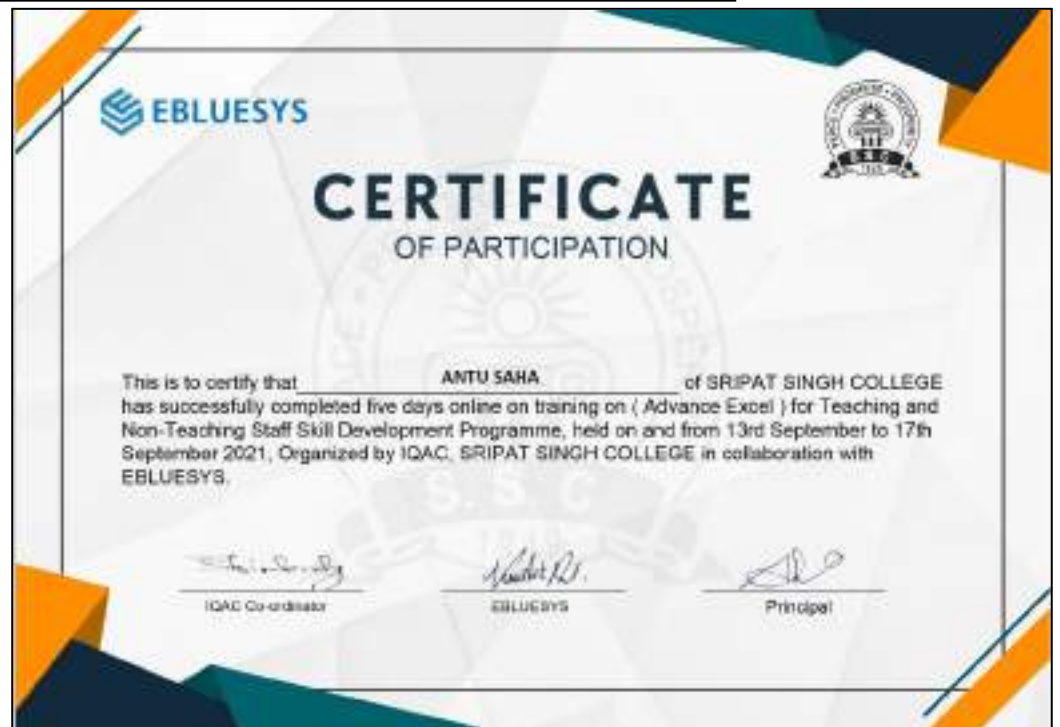 EBLUESYS
S S C
CERTIFICATE
OF PARTICIPATION
This is to certify that ANTU SAHA of SRIPAT SINGH COLLEGE
has successfully completed five days online on training on ( Advance Excel ) for Teaching and
Non-Teaching Staff Skill Development Programme, held on and from 13rd September to 17th
September 2021, Organized by IQAC, SRIPAT SINGH COLLEGE in collaboration with
EBLUESYS.
S. S. C
IQAC Co-ordinator
EBLUESYS
Principal